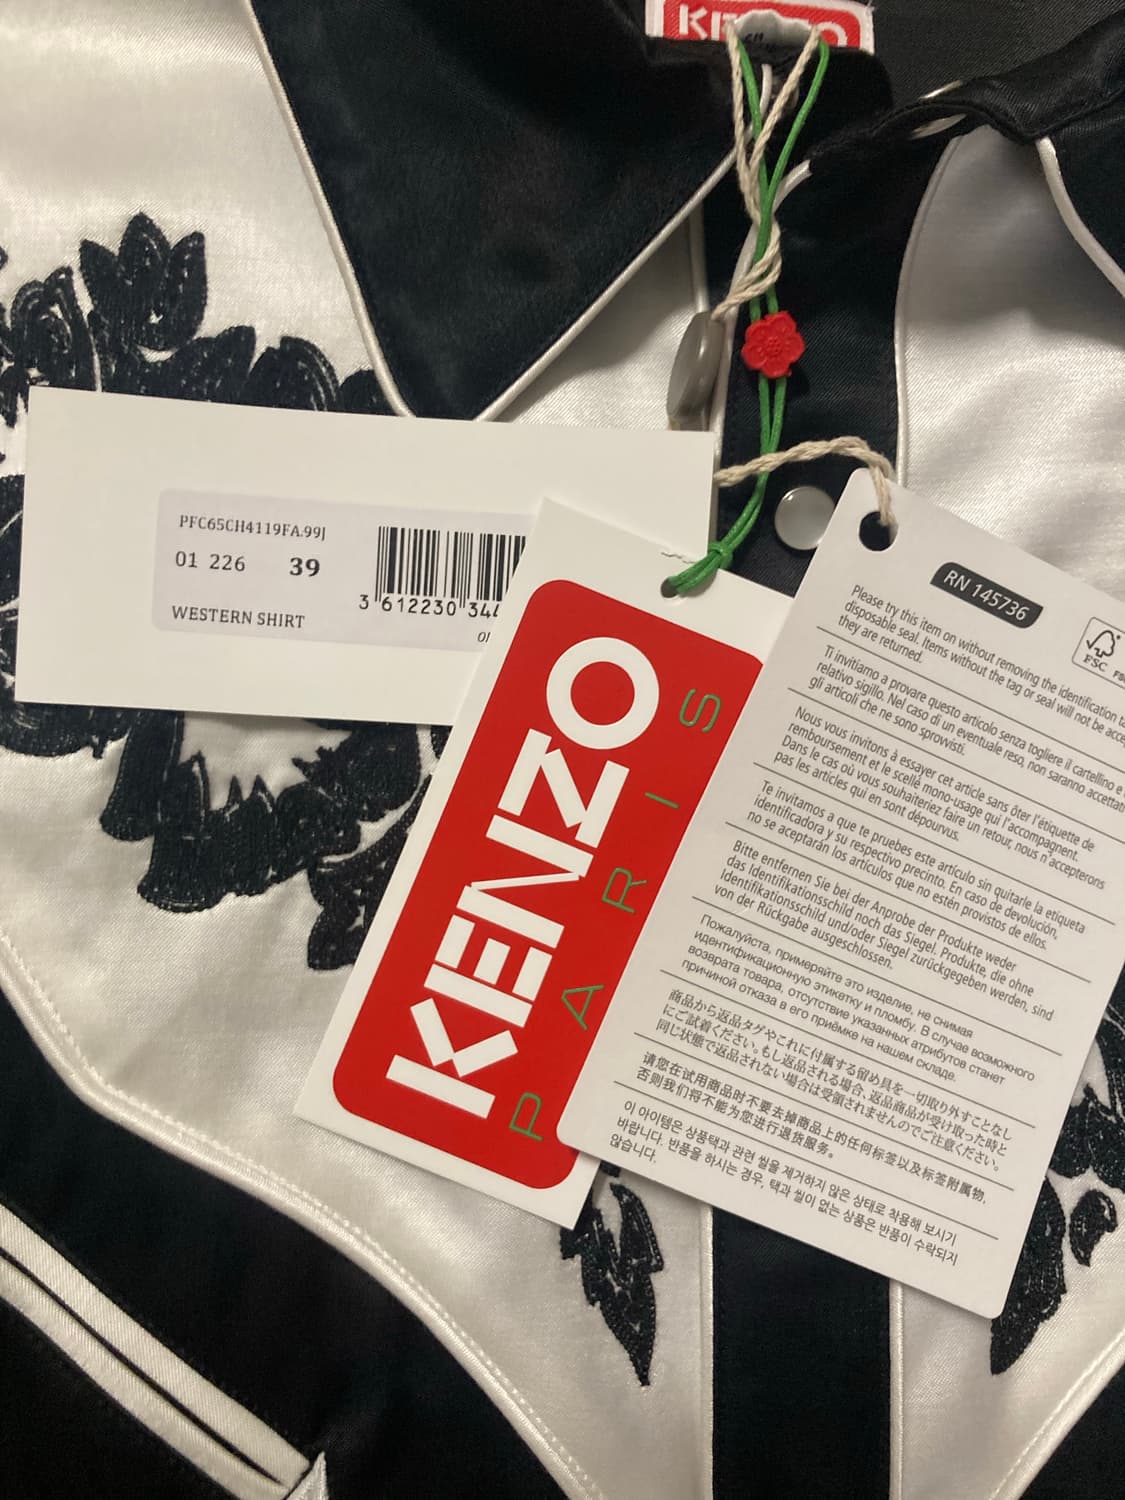 KENZO
PFC65CH4119FA.99J
01 226 39
3 612230 344
WESTERN SHIRT
KENZO
PARIS
RN 145736
FSC
Please try this item on without removing the identification
disposable seal. Items without the tag or seal will not be
they are returned.
Ti invitiamo a provare questo articolo senza togliere il cartellino e
relativo sigillo. Nel caso di un eventuale reso, non saranno
gli articoli che ne sono sprovvisti.
Nous vous invitons à essayer cet article sans ôter l'étiquette de
remboursement et le scellé mono-usage qui l'accompagnent.
Dans le cas où vous souhaiteriez faire un retour, nous n'accepterons
pas les articles qui en sont dépourvus.
Te invitamos a que te pruebes este artículo sin quitarle la etiqueta
identificadora y su respectivo precinto. En caso de devolución,
no se aceptarán los artículos que no estén provistos de ellos.
Bitte entfernen Sie bei der Anprobe der Produkte weder
das Identifikationsschild noch das Siegel. Produkte, die ohne
Identifikationsschild und/oder Siegel zurückgegeben werden, sind
von der Rückgabe ausgeschlossen.
Пожалуйста, примеряйте это изделие, не снимая
идентификационную этикетку и пломбу. В случае возможного
возврата товара, отсутствие указанных атрибутов станет
причиной отказа в его приёмке на нашем складе.
商品から返品タグやこれに付属する留め具を一切取り外すことなし
にご試着ください。もし返品される場合、返品商品が受け取った時と
同じ状態で返品されない場合は受領されませんのでご注意ください。
请您在试用商品时不要去掉商品上的任何标签以及标签附属物，
否则我们将不能为您进行退货服务。
이 아이템은 상품택과 관련 씰을 제거하지 않은 상태로 착용해 보시기
바랍니다. 반품을 하시는 경우, 택과 씰이 없는 상품은 반품이 수락되지
않습니다.